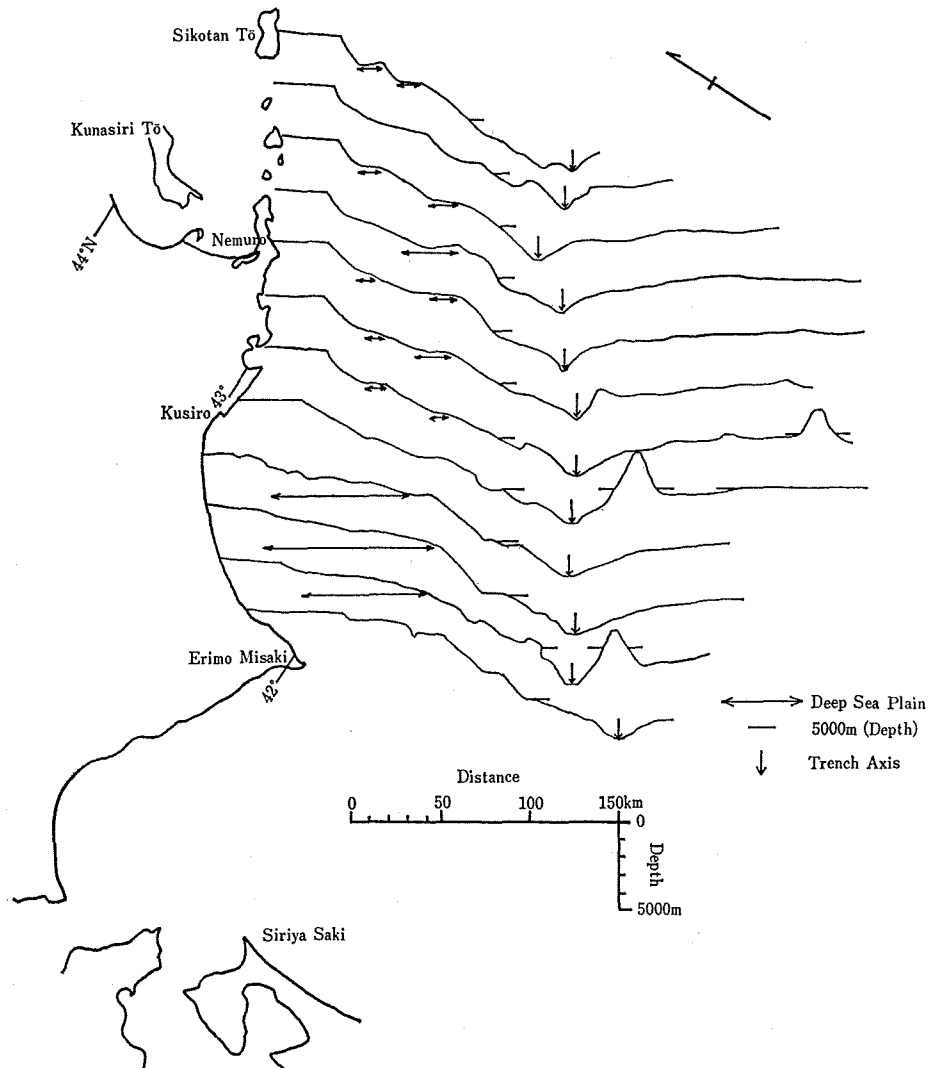 Sikotan Tō
Kunasiri Tō
44°N
Nemuro
43°
Kusiro
Erimo Misaki
42°
Deep Sea Plain
5000m (Depth)
Trench Axis
Distance
0 50 100 150km
0
Depth
5000m
Siriya Saki